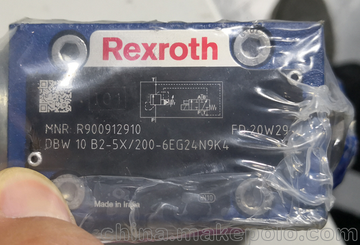 Rexroth
MNR: R900912910
FD 20W29
DBW 10 B2-5X/200-6EG24N9K4
Made in India
china.makepolo.com